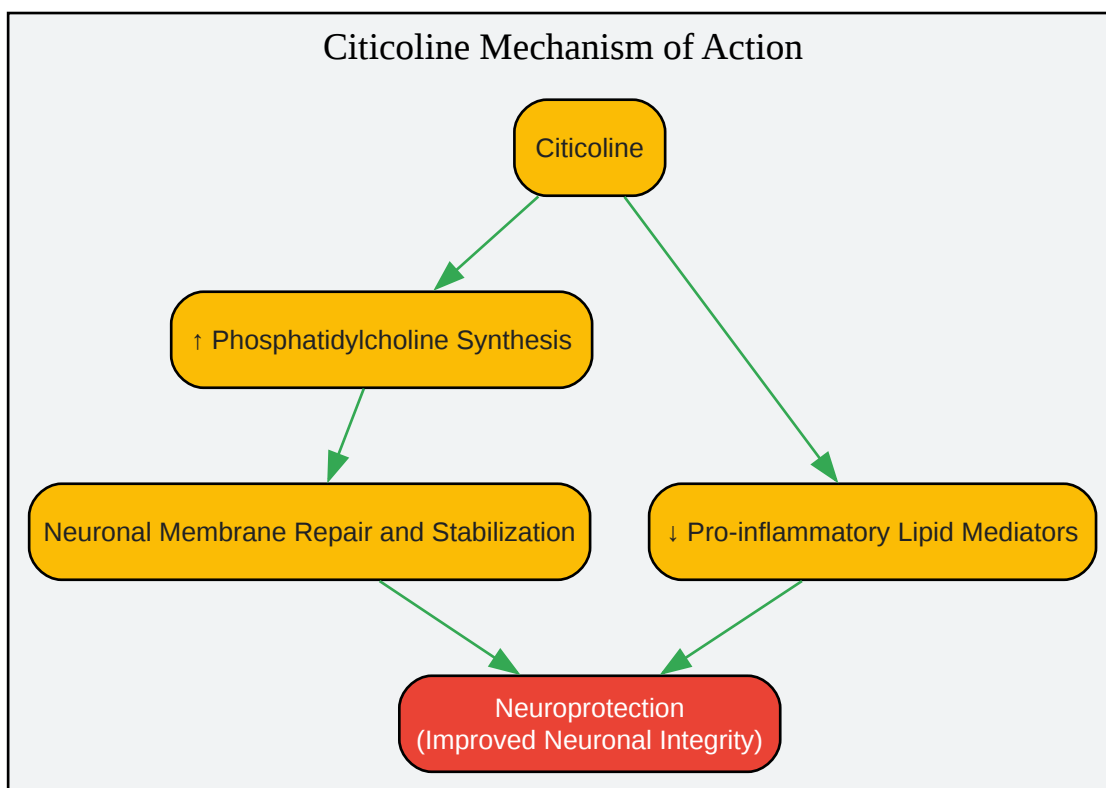 Citicoline Mechanism of Action
Citicoline
↑ Phosphatidylcholine Synthesis
Neuronal Membrane Repair and Stabilization
↓ Pro-inflammatory Lipid Mediators
Neuroprotection
(Improved Neuronal Integrity)